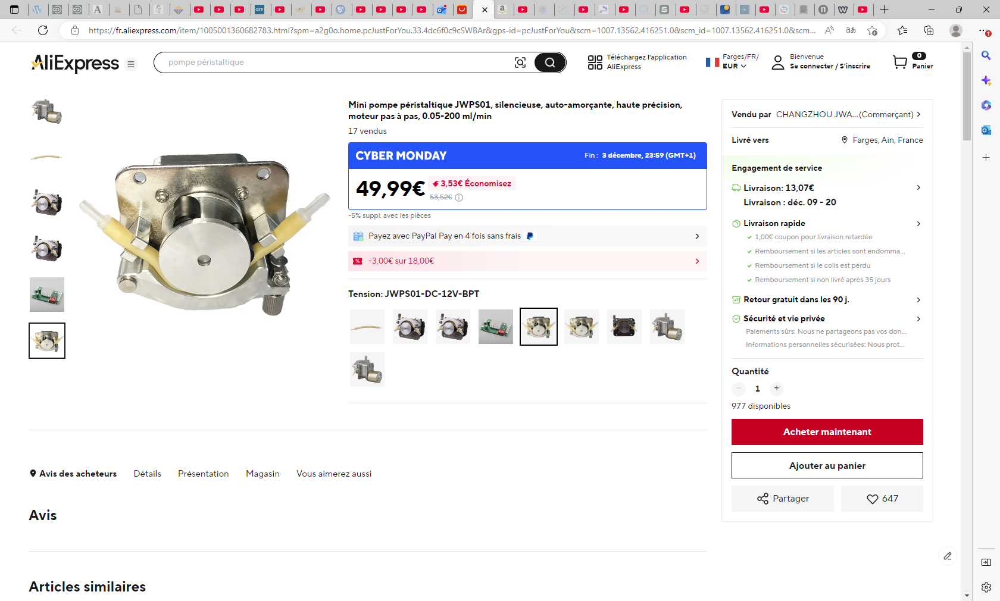 https://fr.aliexpress.com/item/1005001360682783.html?spm=a2g0o.home.pcJustForYou.33.4dc6f0c9cSWBAr&gps-id=pcJustForYou&scm=1007.13562.416251.0&scm_id=1007.13562.416251.0&scm...
AliExpress
pompe péristaltique
Téléchargez l'application
AliExpress
Farges/FR/
EUR
Bienvenue
Se connecter / S'inscrire
0
Panier
Mini pompe péristaltique JWPS01, silencieuse, auto-amorçante, haute précision,
moteur pas à pas, 0.05-200 ml/min
17 vendus
CYBER MONDAY
Fin : 3 décembre, 23:59 (GMT+1)
49,99€
3,53€ Économisez
53,52€
-5% suppl. avec les pièces
Payez avec PayPal Pay en 4 fois sans frais
-3,00€ sur 18,00€
Tension: JWPS01-DC-12V-BPT
Vendu par CHANGZHOU JWA...(Commerçant)
Livré vers
Farges, Ain, France
Engagement de service
Livraison: 13,07€
Livraison : déc. 09 - 20
Livraison rapide
1,00€ coupon pour livraison retardée
Remboursement si les articles sont endomma...
Remboursement si le colis est perdu
Remboursement si non livré après 35 jours
Retour gratuit dans les 90 j.
Sécurité et vie privée
Paiements sûrs: Nous ne partageons pas vos don...
Informations personnelles sécurisées: Nous prot...
Quantité
1
977 disponibles
Acheter maintenant
Ajouter au panier
Partager
647
Avis des acheteurs
Détails
Présentation
Magasin
Vous aimerez aussi
Avis
Articles similaires